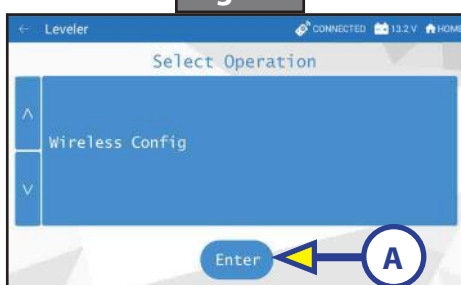 ← Leveler CONNECTED 13.2 V HOME
Select Operation
Wireless Config
Enter
A